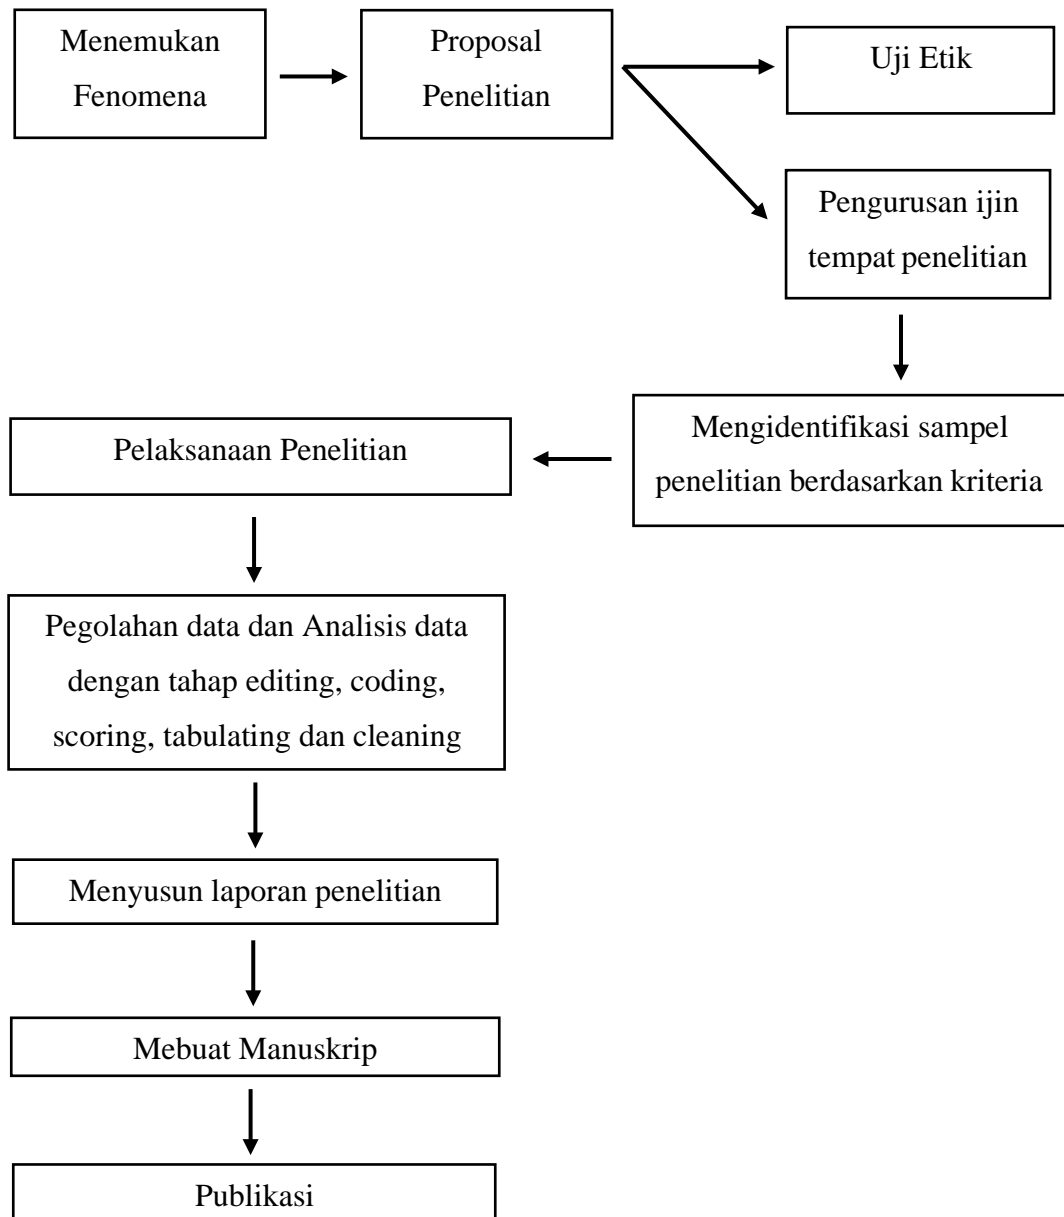 Menemukan
Fenomena
Proposal
Penelitian
Uji Etik
Pengurusan ijin
tempat penelitian
Mengidentifikasi sampel
penelitian berdasarkan kriteria
Pelaksanaan Penelitian
Pegolahan data dan Analisis data
dengan tahap editing, coding,
scoring, tabulating dan cleaning
Menyusun laporan penelitian
Mebuat Manuskrip
Publikasi